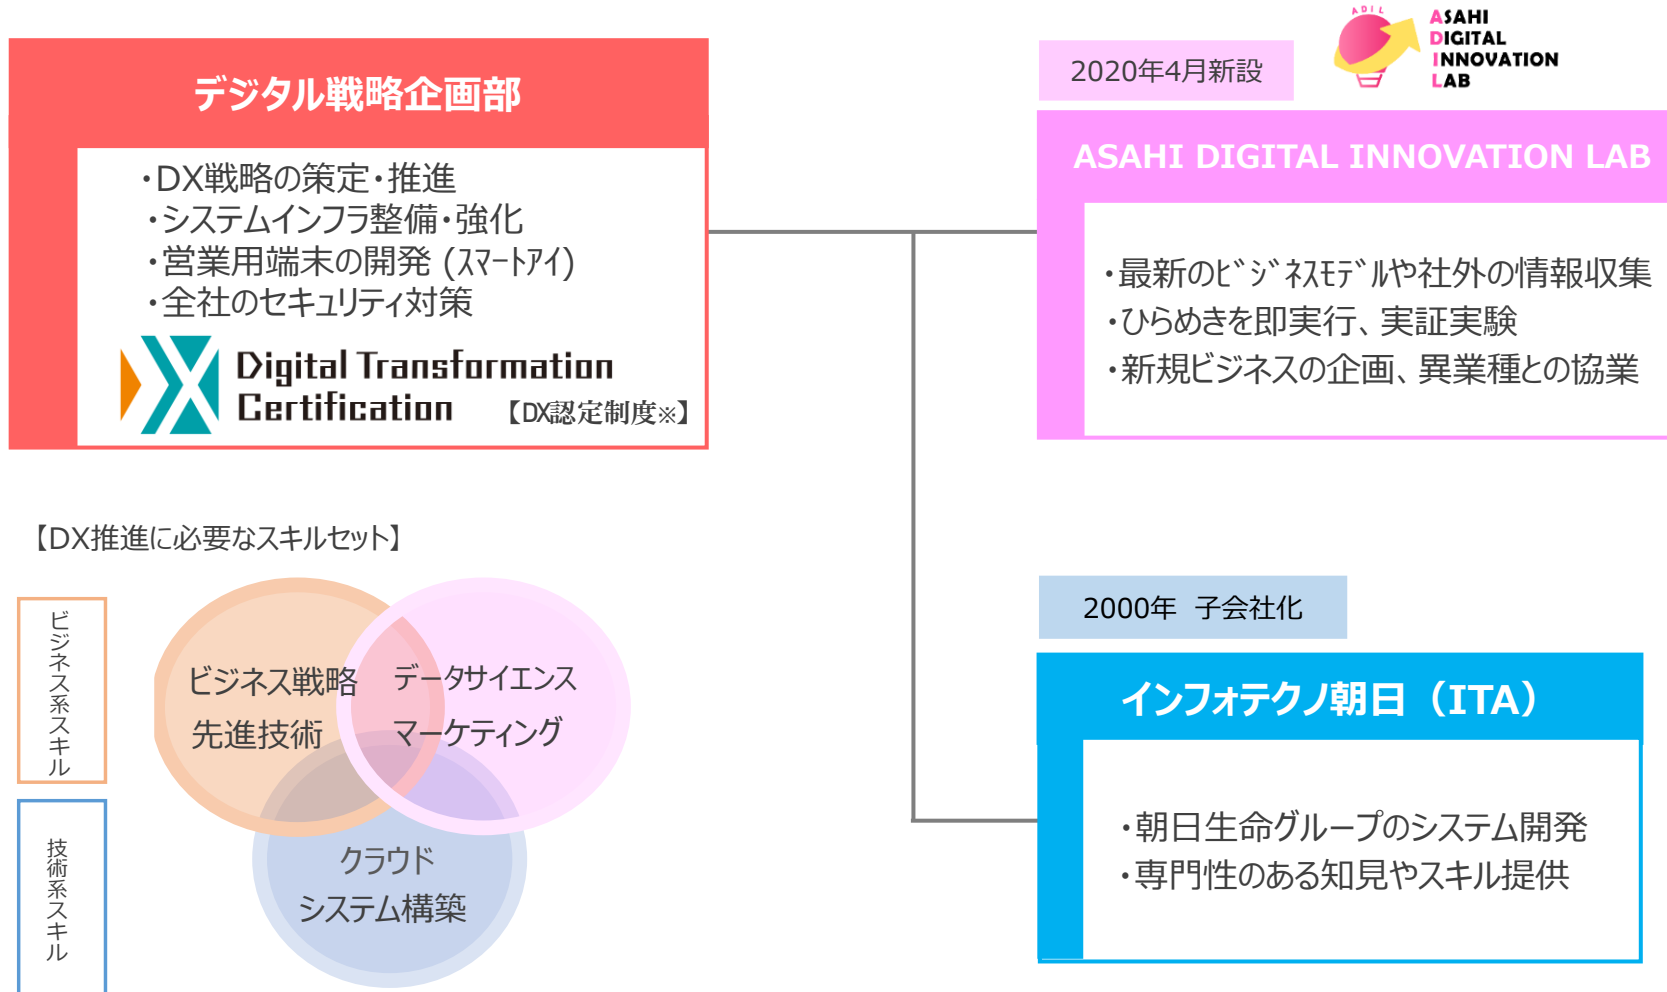 デジタル戦略企画部
・DX戦略の策定・推進
・システムインフラ整備・強化
・営業用端末の開発 (ｽﾏｰﾄｱｲ)
・全社のセキュリティ対策
Digital Transformation
Certification
【DX認定制度※】
2020年4月新設
ADIL
ASAHI
DIGITAL
INNOVATION
LAB
ASAHI DIGITAL INNOVATION LAB
・最新のﾋﾞｼﾞﾈｽﾓﾃﾞﾙや社外の情報収集
・ひらめきを即実行、実証実験
・新規ビジネスの企画、異業種との協業
【DX推進に必要なスキルセット】
ビジネス系スキル
技術系スキル
ビジネス戦略
先進技術
データサイエンス
マーケティング
クラウド
システム構築
2000年 子会社化
インフォテクノ朝日（ITA）
・朝日生命グループのシステム開発
・専門性のある知見やスキル提供